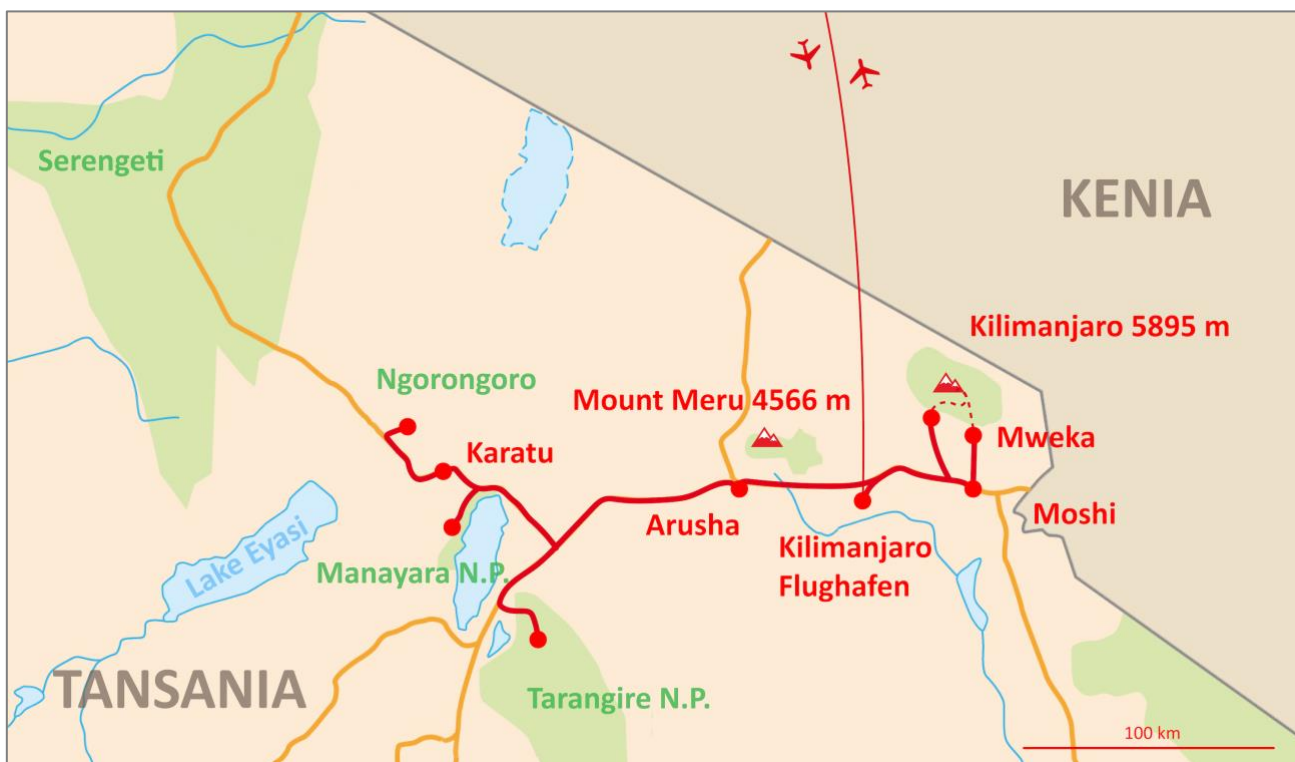 Serengeti
KENIA
Kilimanjaro 5895 m
Ngorongoro
Mount Meru 4566 m
Karatu
Mweka
Arusha
Moshi
Kilimanjaro
Flughafen
Lake Eyasi
Manayara N.P.
TANSANIA
Tarangire N.P.
100 km